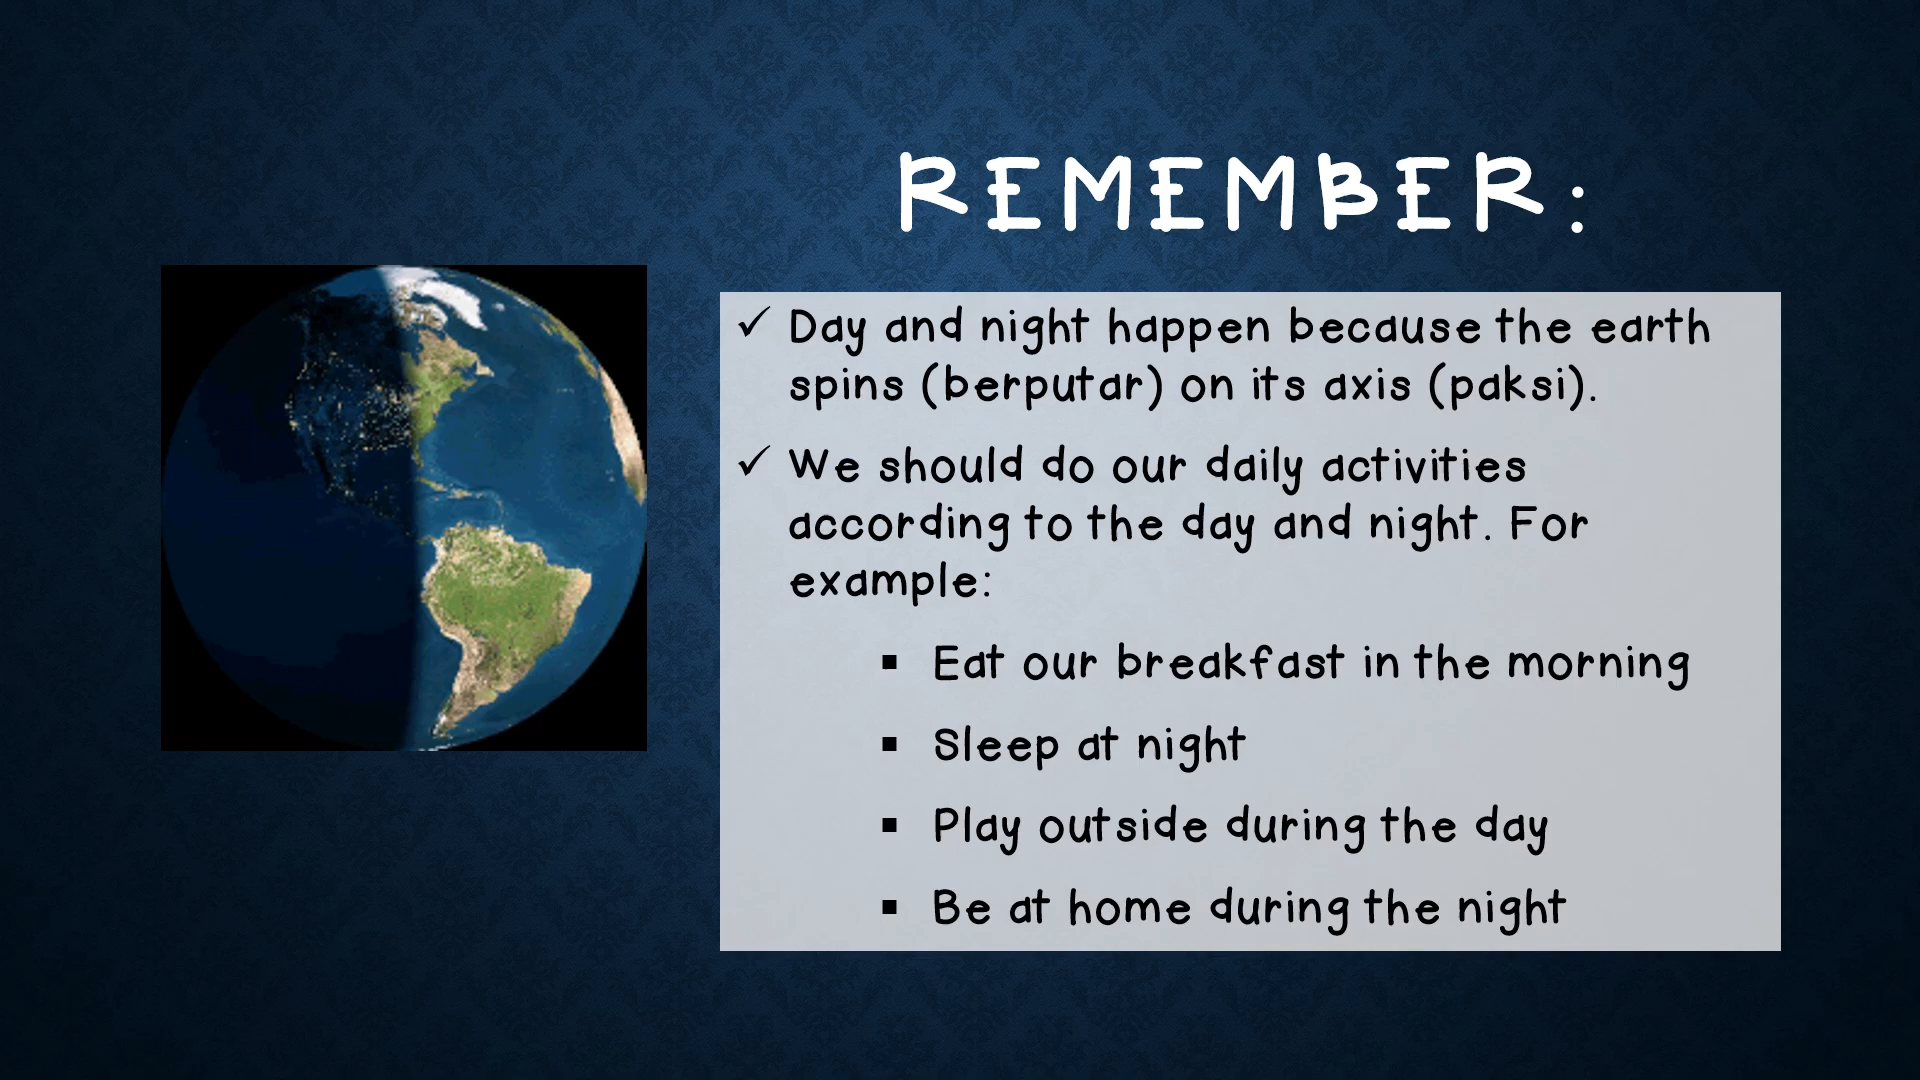 REMEMBER:
✓ Day and night happen because the earth
spins (berputar) on its axis (paksi).
✓ We should do our daily activities
according to the day and night. For
example:
▪ Eat our breakfast in the morning
▪ Sleep at night
▪ Play outside during the day
▪ Be at home during the night